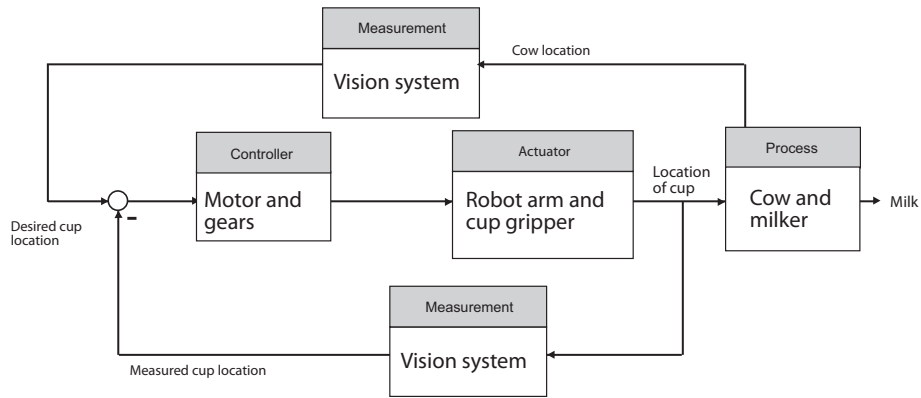 Measurement
Vision system
Cow location
Controller
Motor and
gears
Actuator
Robot arm and
cup gripper
Location
of cup
Process
Cow and
milker
Milk
-
Desired cup
location
Measurement
Vision system
Measured cup location